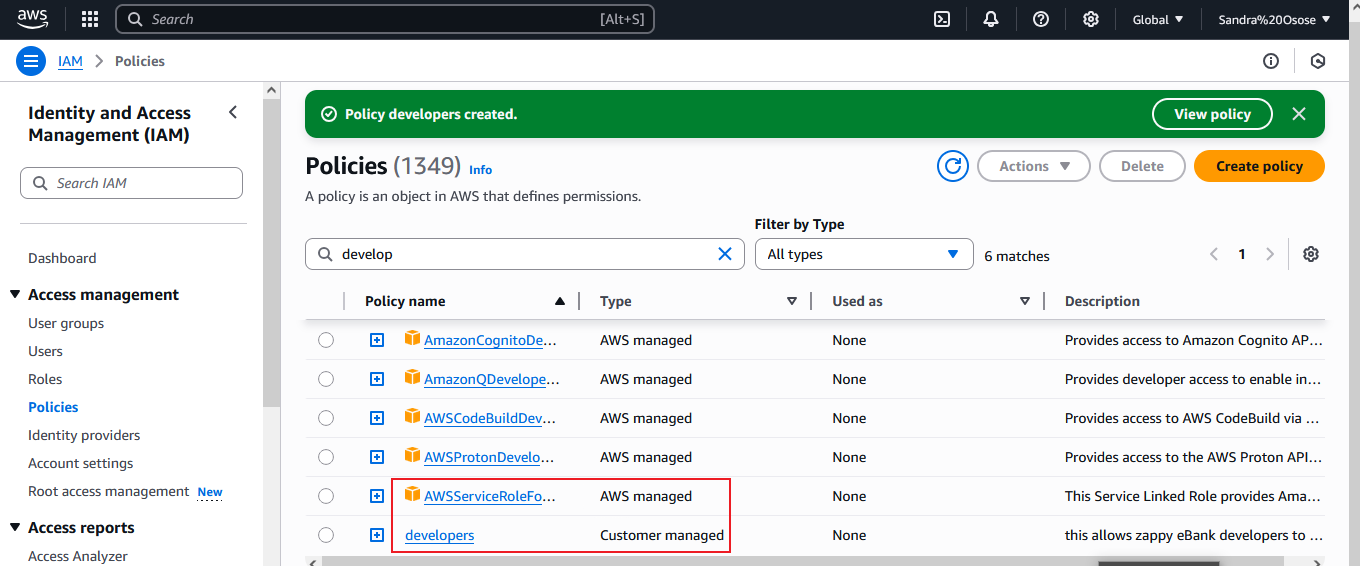 aws
Search [Alt+S] Global Sandra%20Osose
IAM Policies
Identity and Access
Management (IAM)
Search IAM
Dashboard
Access management
User groups
Users
Roles
Policies
Identity providers
Account settings
Root access management New
Access reports
Access Analyzer
Policy developers created. View policy
Policies (1349) Info Actions Delete Create policy
A policy is an object in AWS that defines permissions.
Filter by Type
develop All types 6 matches 1
Policy name Type Used as Description
AmazonCognitoDe... AWS managed None Provides access to Amazon Cognito AP...
AmazonQDevelope... AWS managed None Provides developer access to enable in...
AWSCodeBuildDev... AWS managed None Provides access to AWS CodeBuild via ...
AWSProtonDevelo... AWS managed None Provides access to the AWS Proton API...
AWSServiceRoleFo... AWS managed None This Service Linked Role provides Ama...
developers Customer managed None this allows zappy eBank developers to ...